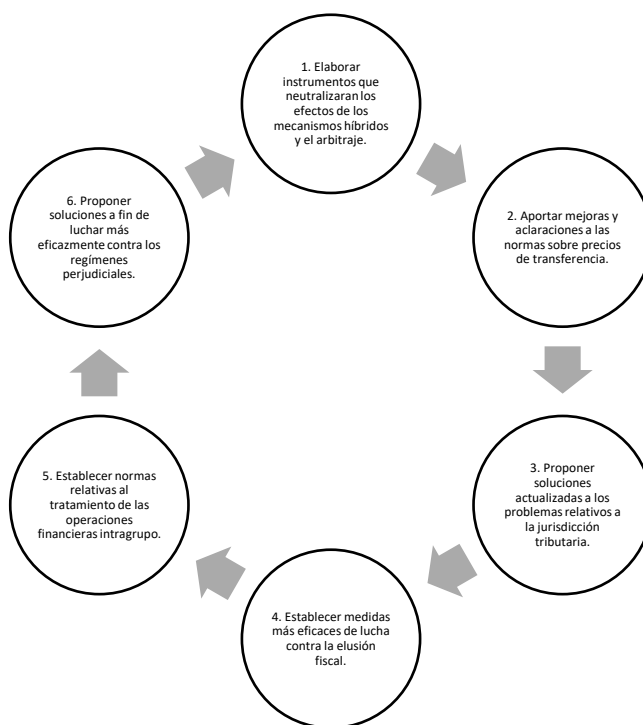 1. Elaborar
instrumentos que
neutralizaran los
efectos de los
mecanismos híbridos
y el arbitraje.
2. Aportar mejoras y
aclaraciones a las
normas sobre precios
de transferencia.
3. Proponer
soluciones
actualizadas a los
problemas relativos a
la jurisdicción
tributaria.
4. Establecer medidas
más eficaces de lucha
contra la elusión
fiscal.
5. Establecer normas
relativas al
tratamiento de las
operaciones
financieras intragrupo.
6. Proponer
soluciones a fin de
luchar más
eficazmente contra los
regímenes
perjudiciales.